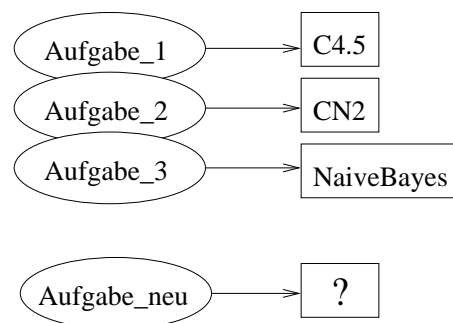 Aufgabe_1 C4.5
Aufgabe_2 CN2
Aufgabe_3 NaiveBayes
Aufgabe_neu ?